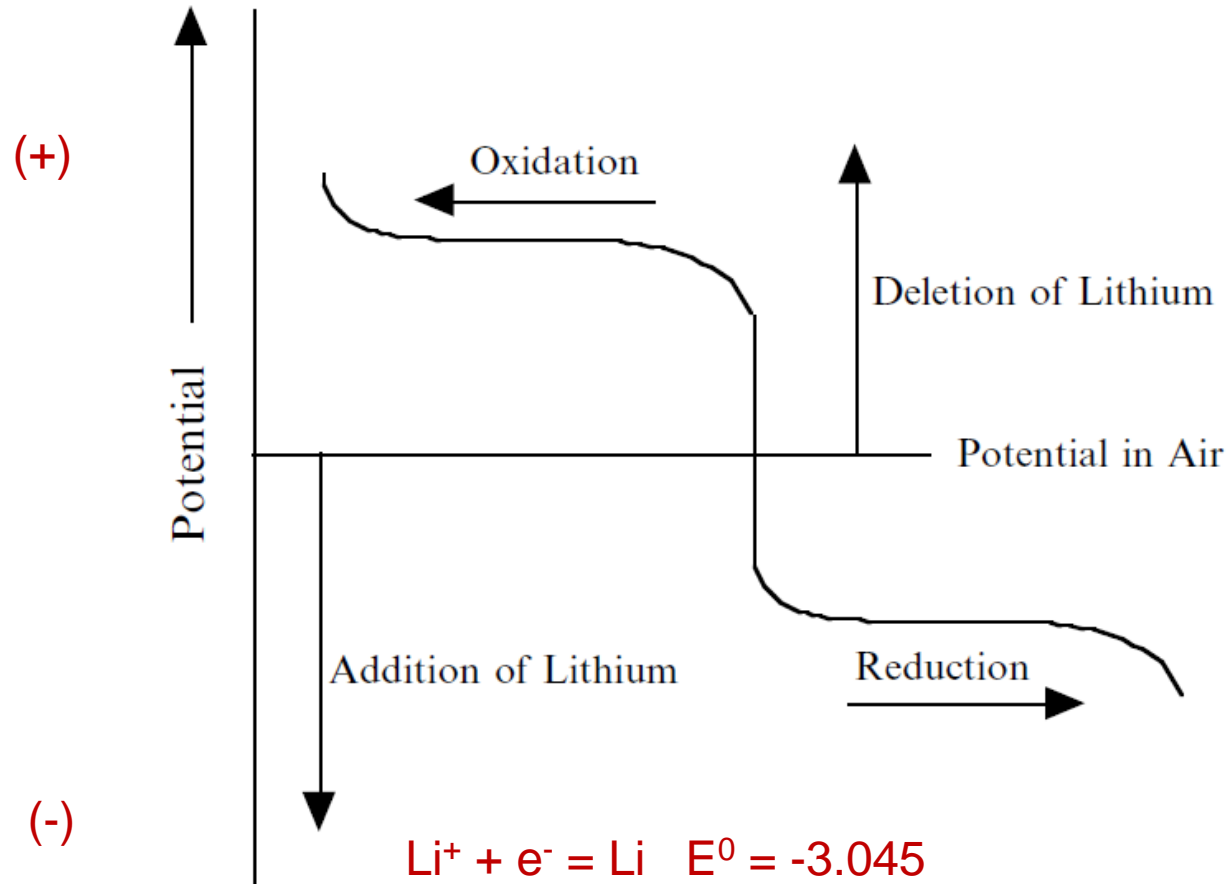 (+)
Oxidation
Deletion of Lithium
Potential
Potential in Air
Addition of Lithium
Reduction
(-)
Li⁺ + e⁻ = Li E⁰ = -3.045